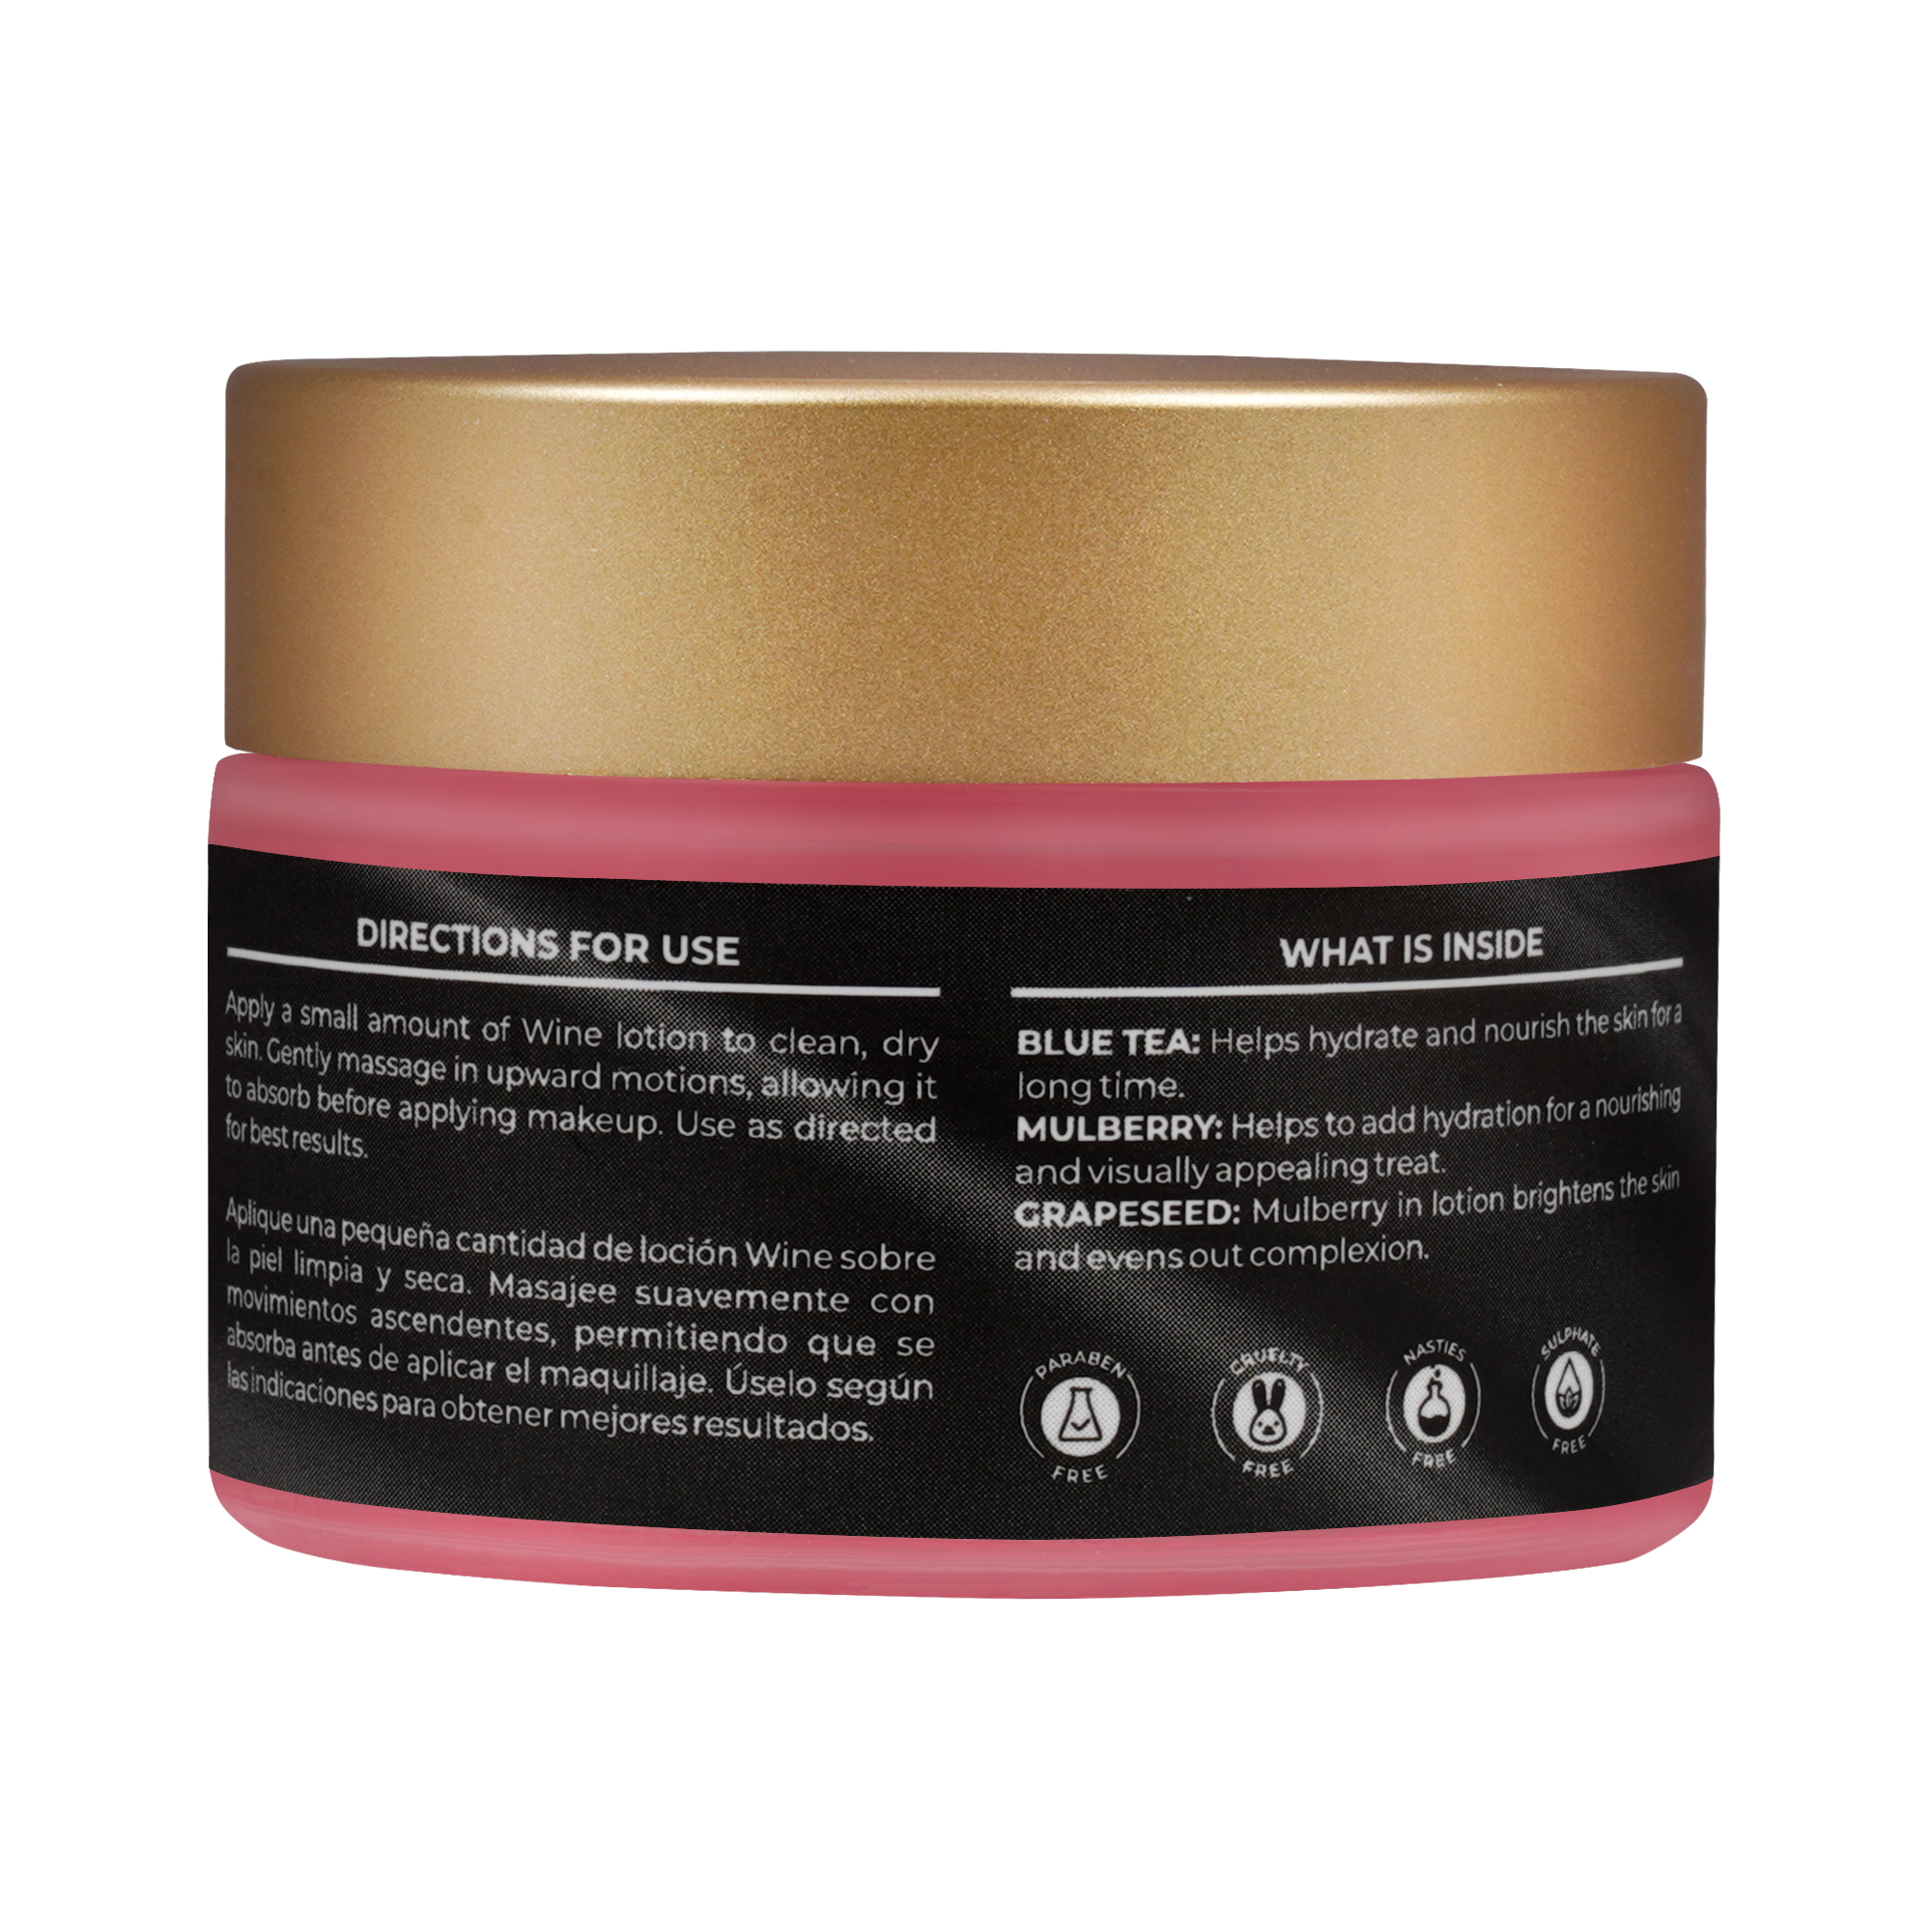 DIRECTIONS FOR USE
Apply a small amount of Wine lotion to clean, dry
skin. Gently massage in upward motions, allowing it
to absorb before applying makeup. Use as directed
for best results.
Aplique una pequeña cantidad de loción Wine sobre
la piel limpia y seca. Masajee suavemente con
movimientos ascendentes, permitiendo que se
absorba antes de aplicar el maquillaje. Úselo según
las indicaciones para obtener mejores resultados.
WHAT IS INSIDE
BLUE TEA: Helps hydrate and nourish the skin for a
long time.
MULBERRY: Helps to add hydration for a nourishing
and visually appealing treat.
GRAPESEED: Mulberry in lotion brightens the skin
and evens out complexion.
PARABEN
FREE
CRUELTY
FREE
NASTIES
FREE
SULPHATE
FREE